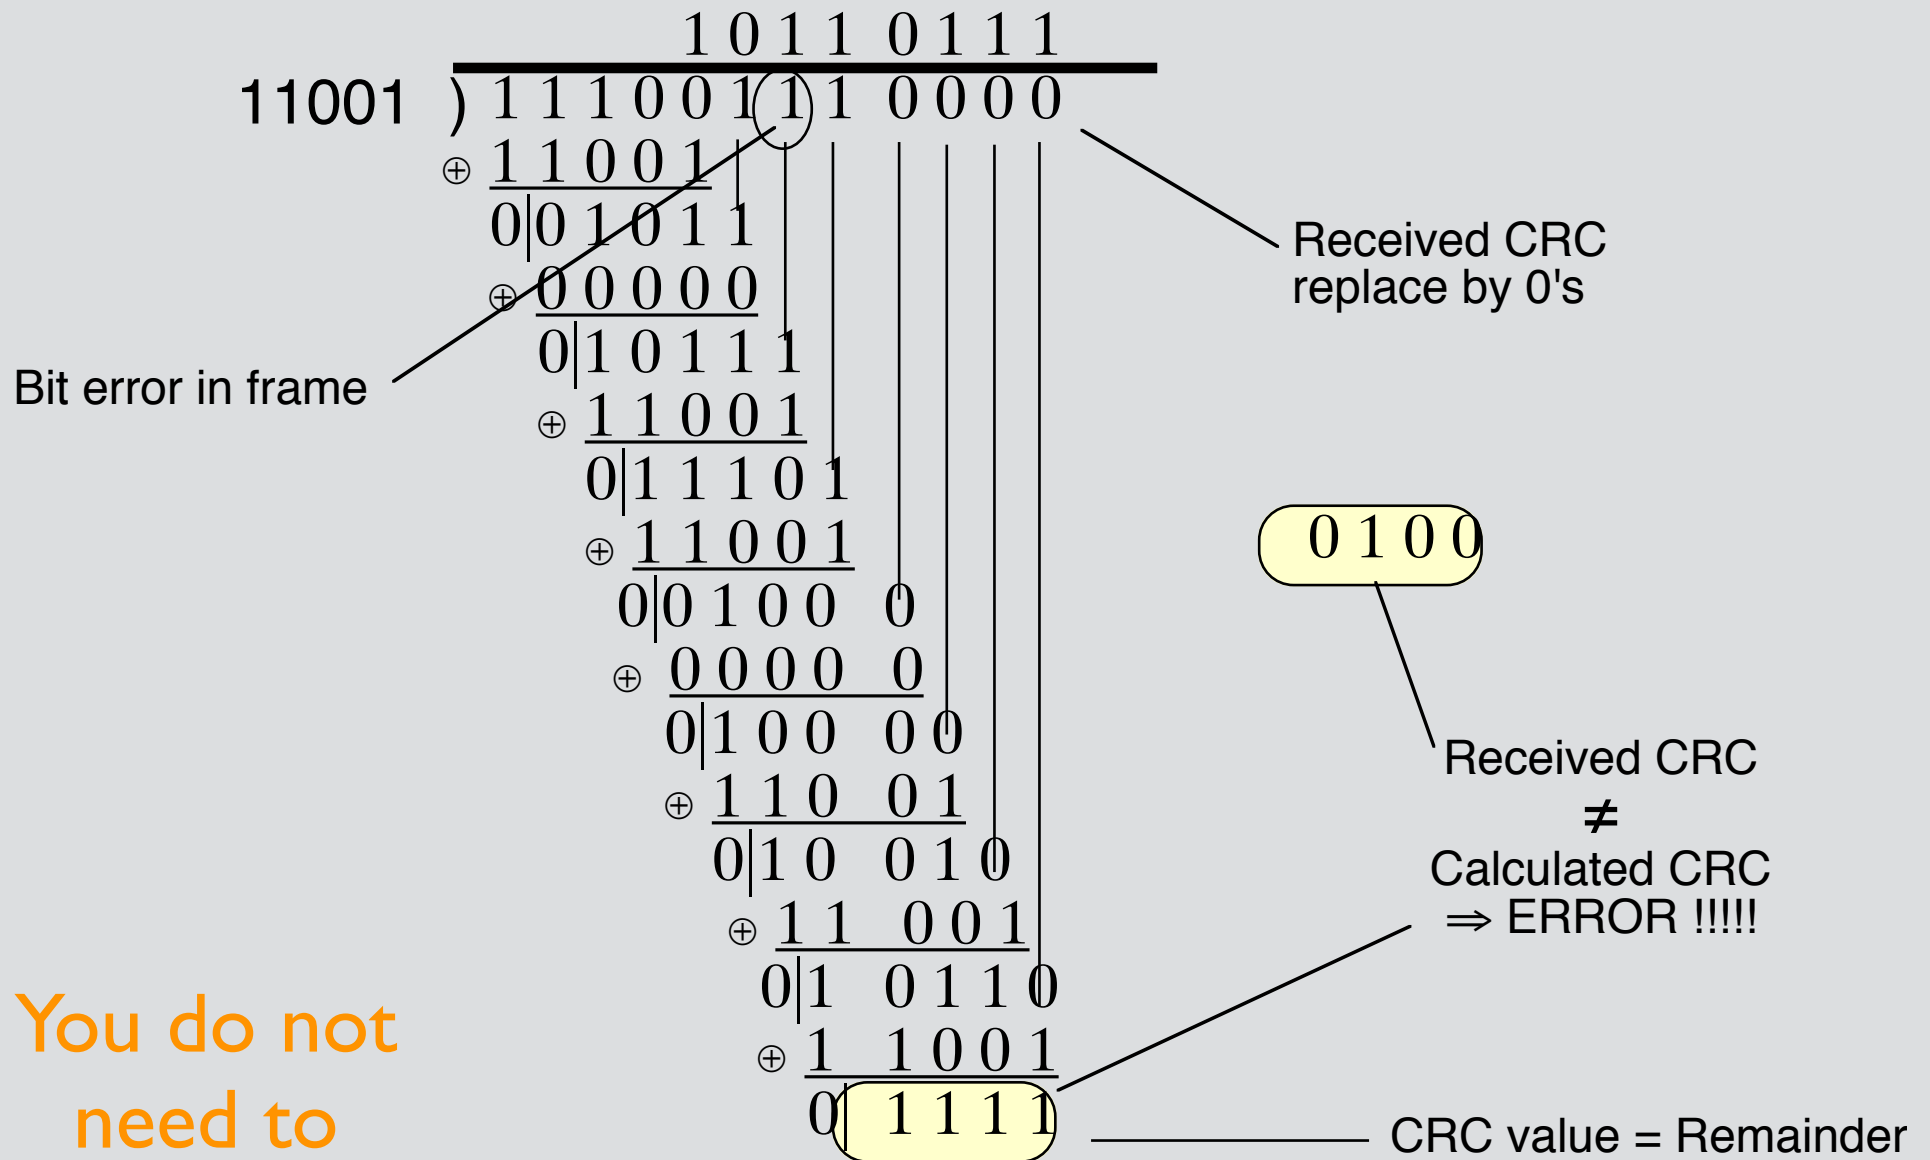 1 0 1 1 0 1 1 1
11001 ) 1 1 1 0 0 1 1 1 0 0 0 0
⊕ 1 1 0 0 1
0|0 1 0 1 1
⊕ 0 0 0 0 0
0|1 0 1 1 1
⊕ 1 1 0 0 1
0|1 1 1 0 1
⊕ 1 1 0 0 1
0|0 1 0 0 0
⊕ 0 0 0 0 0
0|1 0 0 0 0
⊕ 1 1 0 0 1
0|1 0 0 1 0
⊕ 1 1 0 0 1
0|1 0 1 1 0
⊕ 1 1 0 0 1
0| 1 1 1 1
Bit error in frame
Received CRC
replace by 0's
0 1 0 0
Received CRC
≠
Calculated CRC
⇒ ERROR !!!!!
CRC value = Remainder
You do not
need to